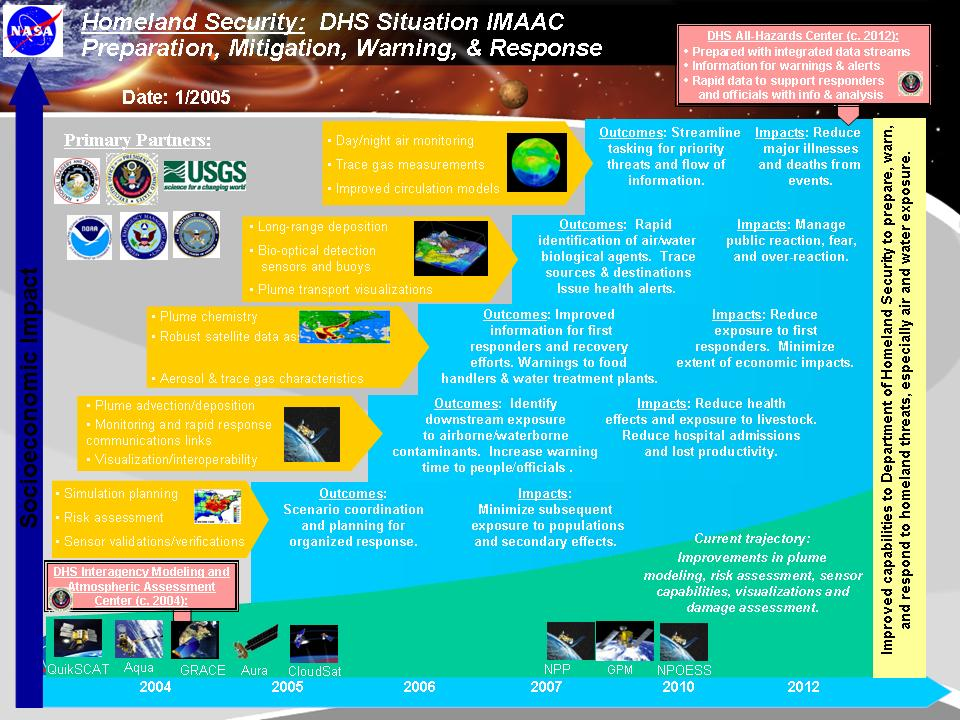 NASA
Homeland Security: DHS Situation IMAAC
Preparation, Mitigation, Warning, & Response
Date: 1/2005
DHS All-Hazards Center (c. 2012):
• Prepared with integrated data streams
• Information for warnings & alerts
• Rapid data to support responders
and officials with info & analysis
Primary Partners:
USGS
science for a changing world
NOAA
• Day/night air monitoring
• Trace gas measurements
• Improved circulation models
Outcomes: Streamline
tasking for priority
threats and flow of
information.
Impacts: Reduce
major illnesses
and deaths from
events.
• Long-range deposition
• Bio-optical detection
sensors and buoys
• Plume transport visualizations
Outcomes: Rapid
identification of air/water
biological agents. Trace
sources & destinations
Issue health alerts.
Impacts: Manage
public reaction, fear,
and over-reaction.
• Plume chemistry
• Robust satellite data as
• Aerosol & trace gas characteristics
Outcomes: Improved
information for first
responders and recovery
efforts. Warnings to food
handlers & water treatment plants.
Impacts: Reduce
exposure to first
responders. Minimize
extent of economic impacts.
• Plume advection/deposition
• Monitoring and rapid response
communications links
• Visualization/interoperability
Outcomes: Identify
downstream exposure
to airborne/waterborne
contaminants. Increase warning
time to people/officials .
Impacts: Reduce health
effects and exposure to livestock.
Reduce hospital admissions
and lost productivity.
• Simulation planning
• Risk assessment
• Sensor validations/verifications
Outcomes:
Scenario coordination
and planning for
organized response.
Impacts:
Minimize subsequent
exposure to populations
and secondary effects.
Current trajectory:
Improvements in plume
modeling, risk assessment, sensor
capabilities, visualizations and
damage assessment.
DHS Interagency Modeling and
Atmospheric Assessment
Center (c. 2004):
Socioeconomic Impact
Improved capabilities to Department of Homeland Security to prepare, warn,
and respond to homeland threats, especially air and water exposure.
QuikSCAT
Aqua
GRACE
Aura
CloudSat
NPP
GPM
NPOESS
2004
2005
2006
2007
2010
2012